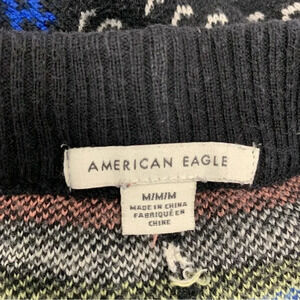 AMERICAN EAGLE
M/M/M
MADE IN CHINA
FABRIQUÉ EN
CHINE